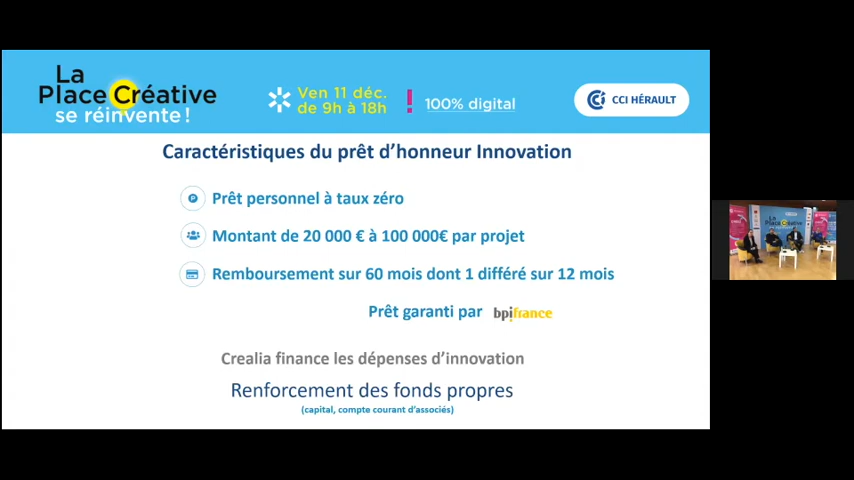 La
Place Créative
se réinvente !
Ven 11 déc.
de 9h à 18h
! 100% digital
CCI HÉRAULT
Caractéristiques du prêt d'honneur Innovation
Prêt personnel à taux zéro
Montant de 20 000 € à 100 000€ par projet
Remboursement sur 60 mois dont 1 différé sur 12 mois
Prêt garanti par bpifrance
Crealia finance les dépenses d'innovation
Renforcement des fonds propres
(capital, compte courant d'associés)
La
Place Créative